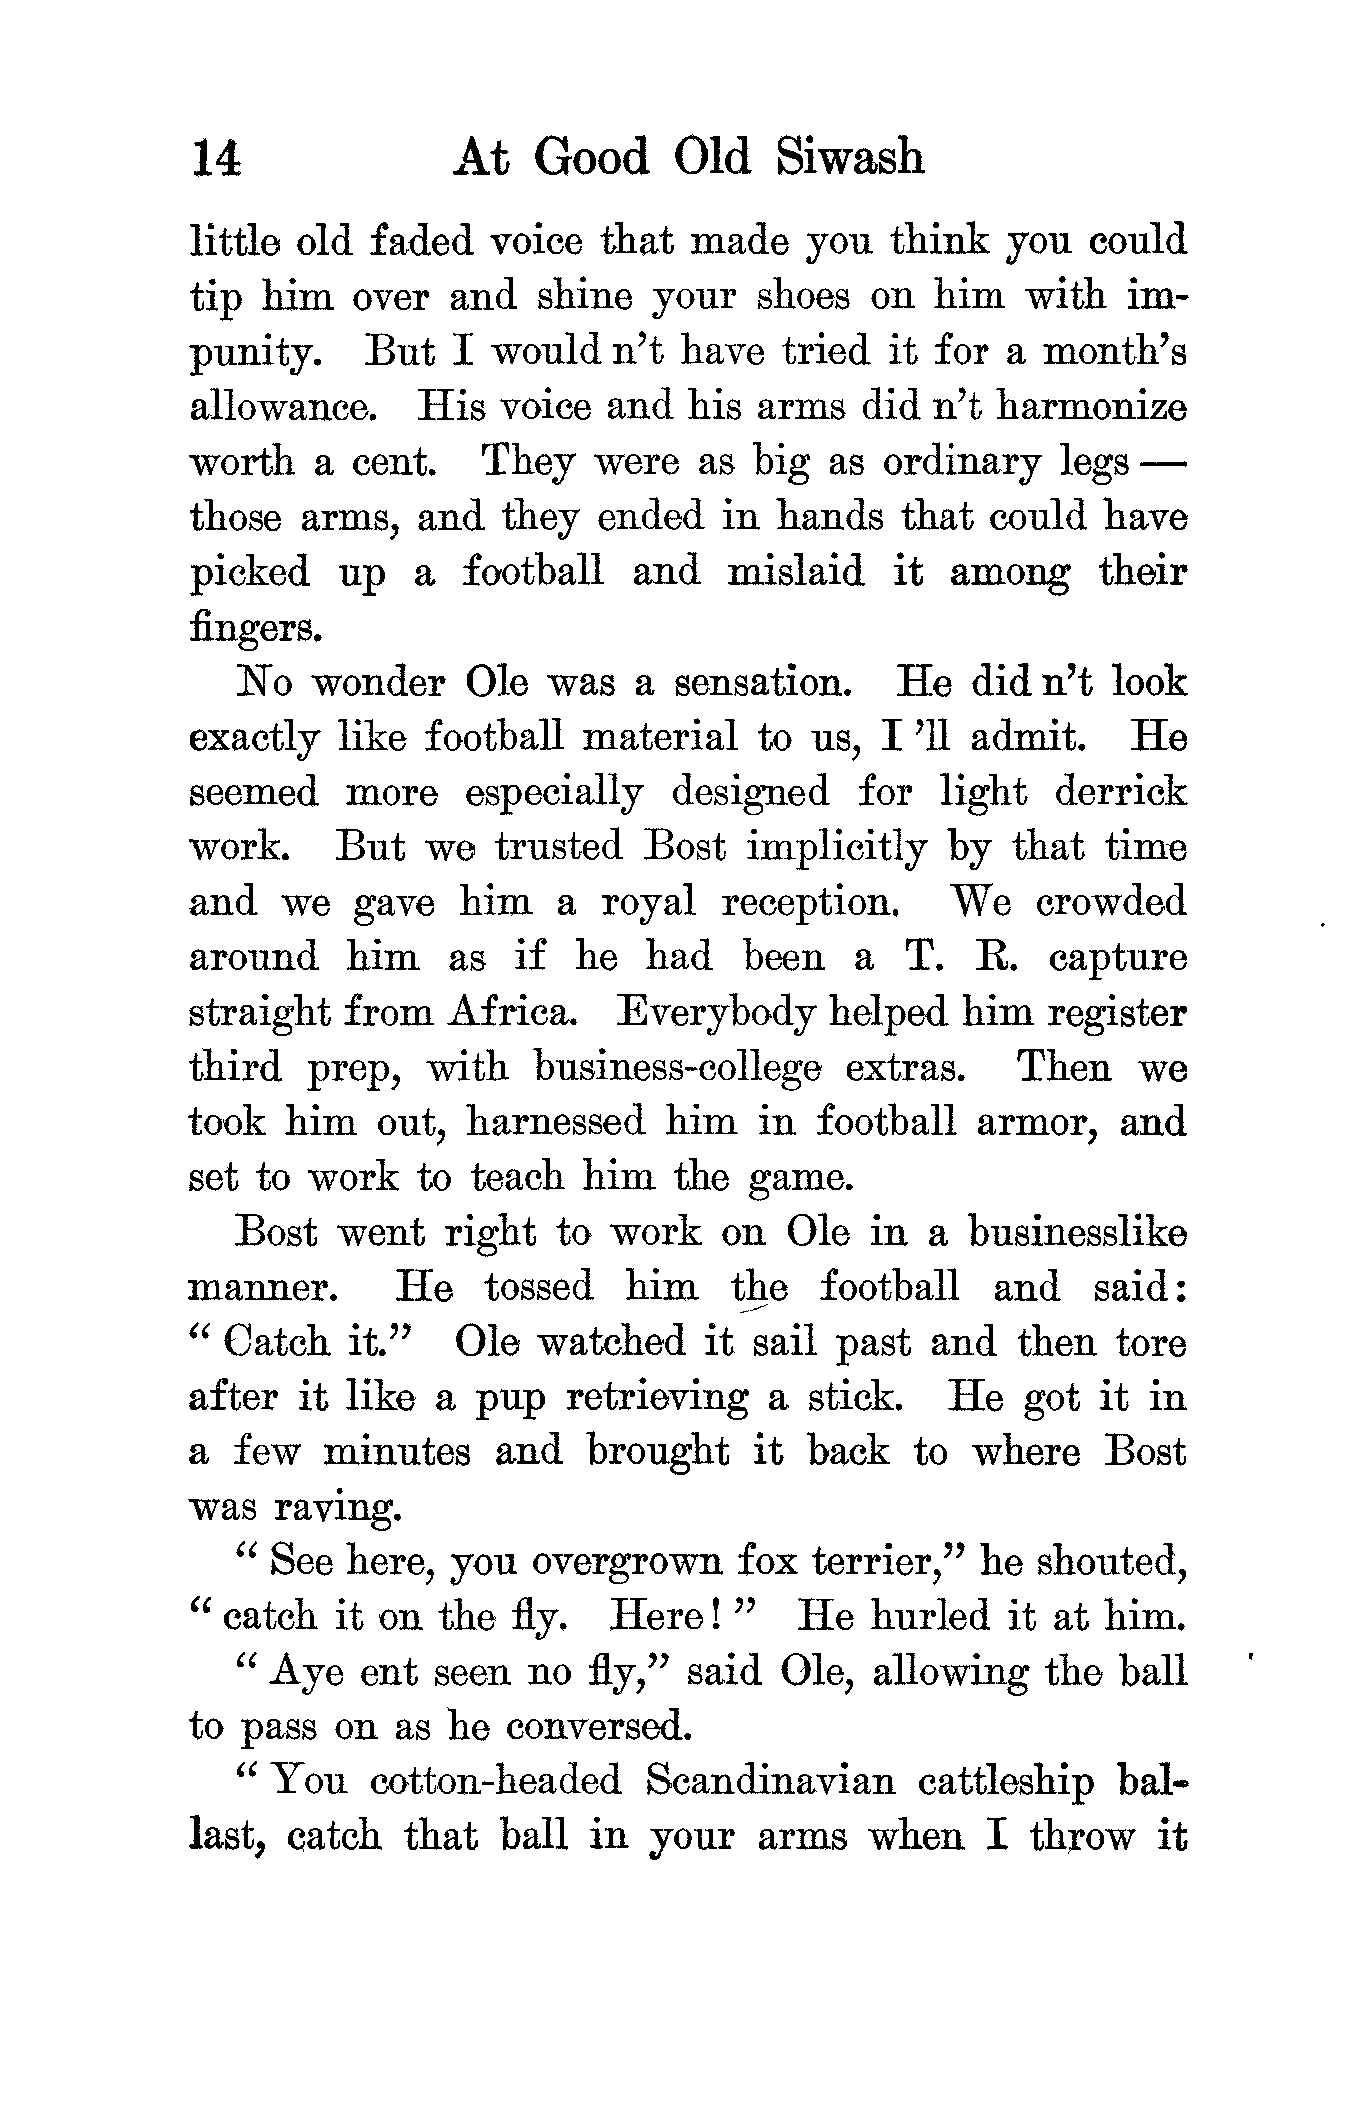 14 At Good Old Siwash
little old faded voice that made you think you could
tip him over and shine your shoes on him with im-
punity. But I would n't have tried it for a month's
allowance. His voice and his arms did n't harmonize
worth a cent. They were as big as ordinary legs —
those arms, and they ended in hands that could have
picked up a football and mislaid it among their
fingers.
No wonder Ole was a sensation. He did n't look
exactly like football material to us, I 'll admit. He
seemed more especially designed for light derrick
work. But we trusted Bost implicitly by that time
and we gave him a royal reception. We crowded
around him as if he had been a T. R. capture
straight from Africa. Everybody helped him register
third prep, with business-college extras. Then we
took him out, harnessed him in football armor, and
set to work to teach him the game.
Bost went right to work on Ole in a businesslike
manner. He tossed him the football and said:
" Catch it." Ole watched it sail past and then tore
after it like a pup retrieving a stick. He got it in
a few minutes and brought it back to where Bost
was raving.
" See here, you overgrown fox terrier," he shouted,
" catch it on the fly. Here! " He hurled it at him.
" Aye ent seen no fly," said Ole, allowing the ball
to pass on as he conversed.
" You cotton-headed Scandinavian cattleship bal-
last, catch that ball in your arms when I throw it